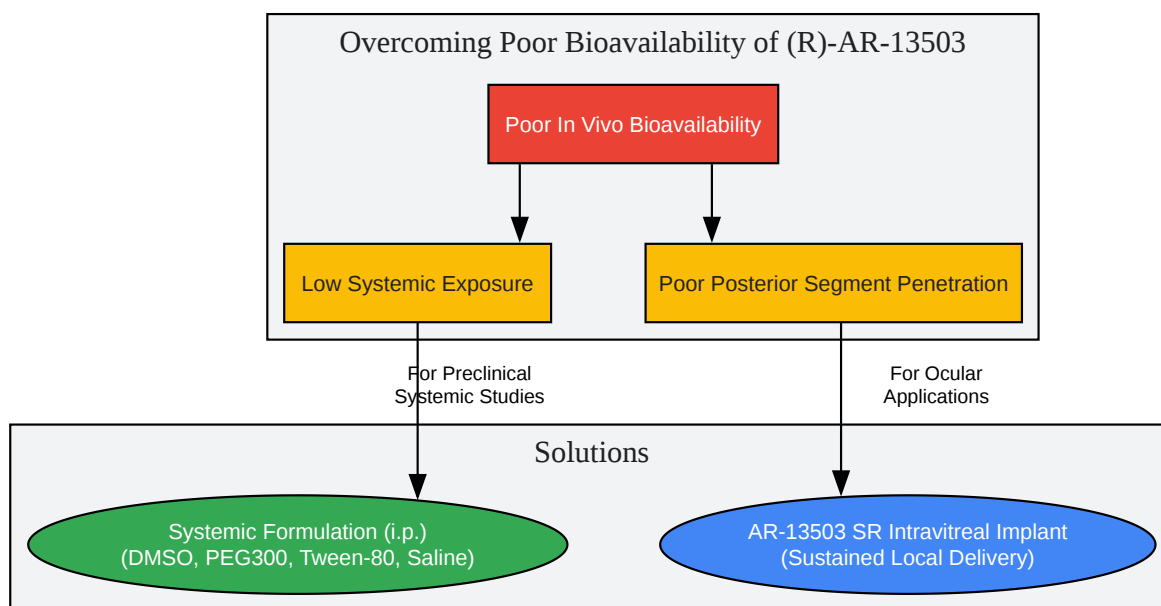 Overcoming Poor Bioavailability of (R)-AR-13503
Poor In Vivo Bioavailability
Low Systemic Exposure
Poor Posterior Segment Penetration
For Preclinical
Systemic Studies
For Ocular
Applications
Solutions
Systemic Formulation (i.p.)
(DMSO, PEG300, Tween-80, Saline)
AR-13503 SR Intravitreal Implant
(Sustained Local Delivery)